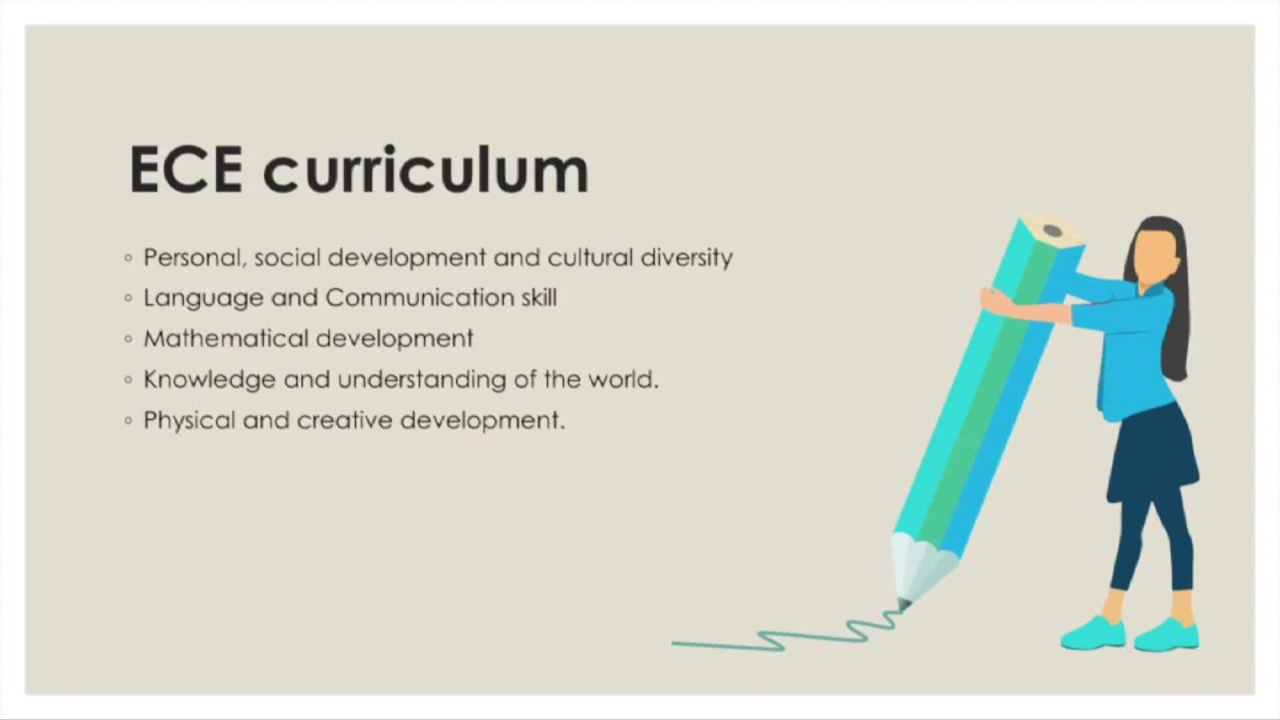 ECE curriculum
Personal, social development and cultural diversity
Language and Communication skill
Mathematical development
Knowledge and understanding of the world.
Physical and creative development.